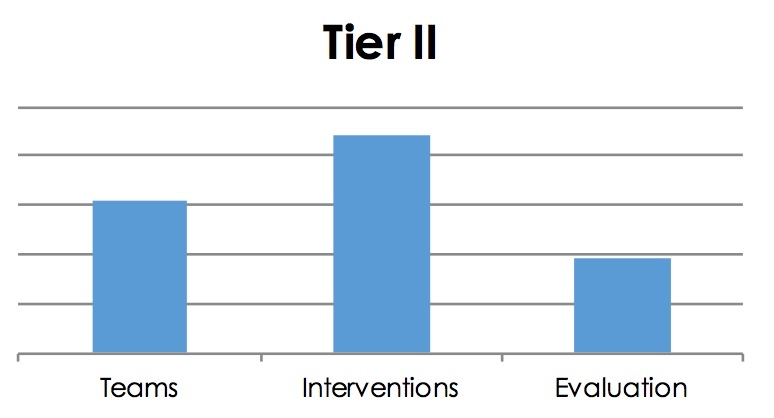 Tier II
Teams
Interventions
Evaluation